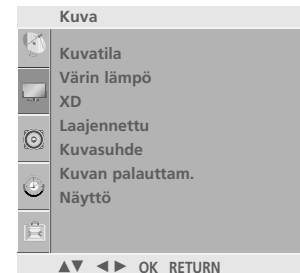 Kuva
Kuvatila
Värin lämpö
XD
Laajennettu
Kuvasuhde
Kuvan palauttam.
Näyttö
▲▼ ◄► OK RETURN